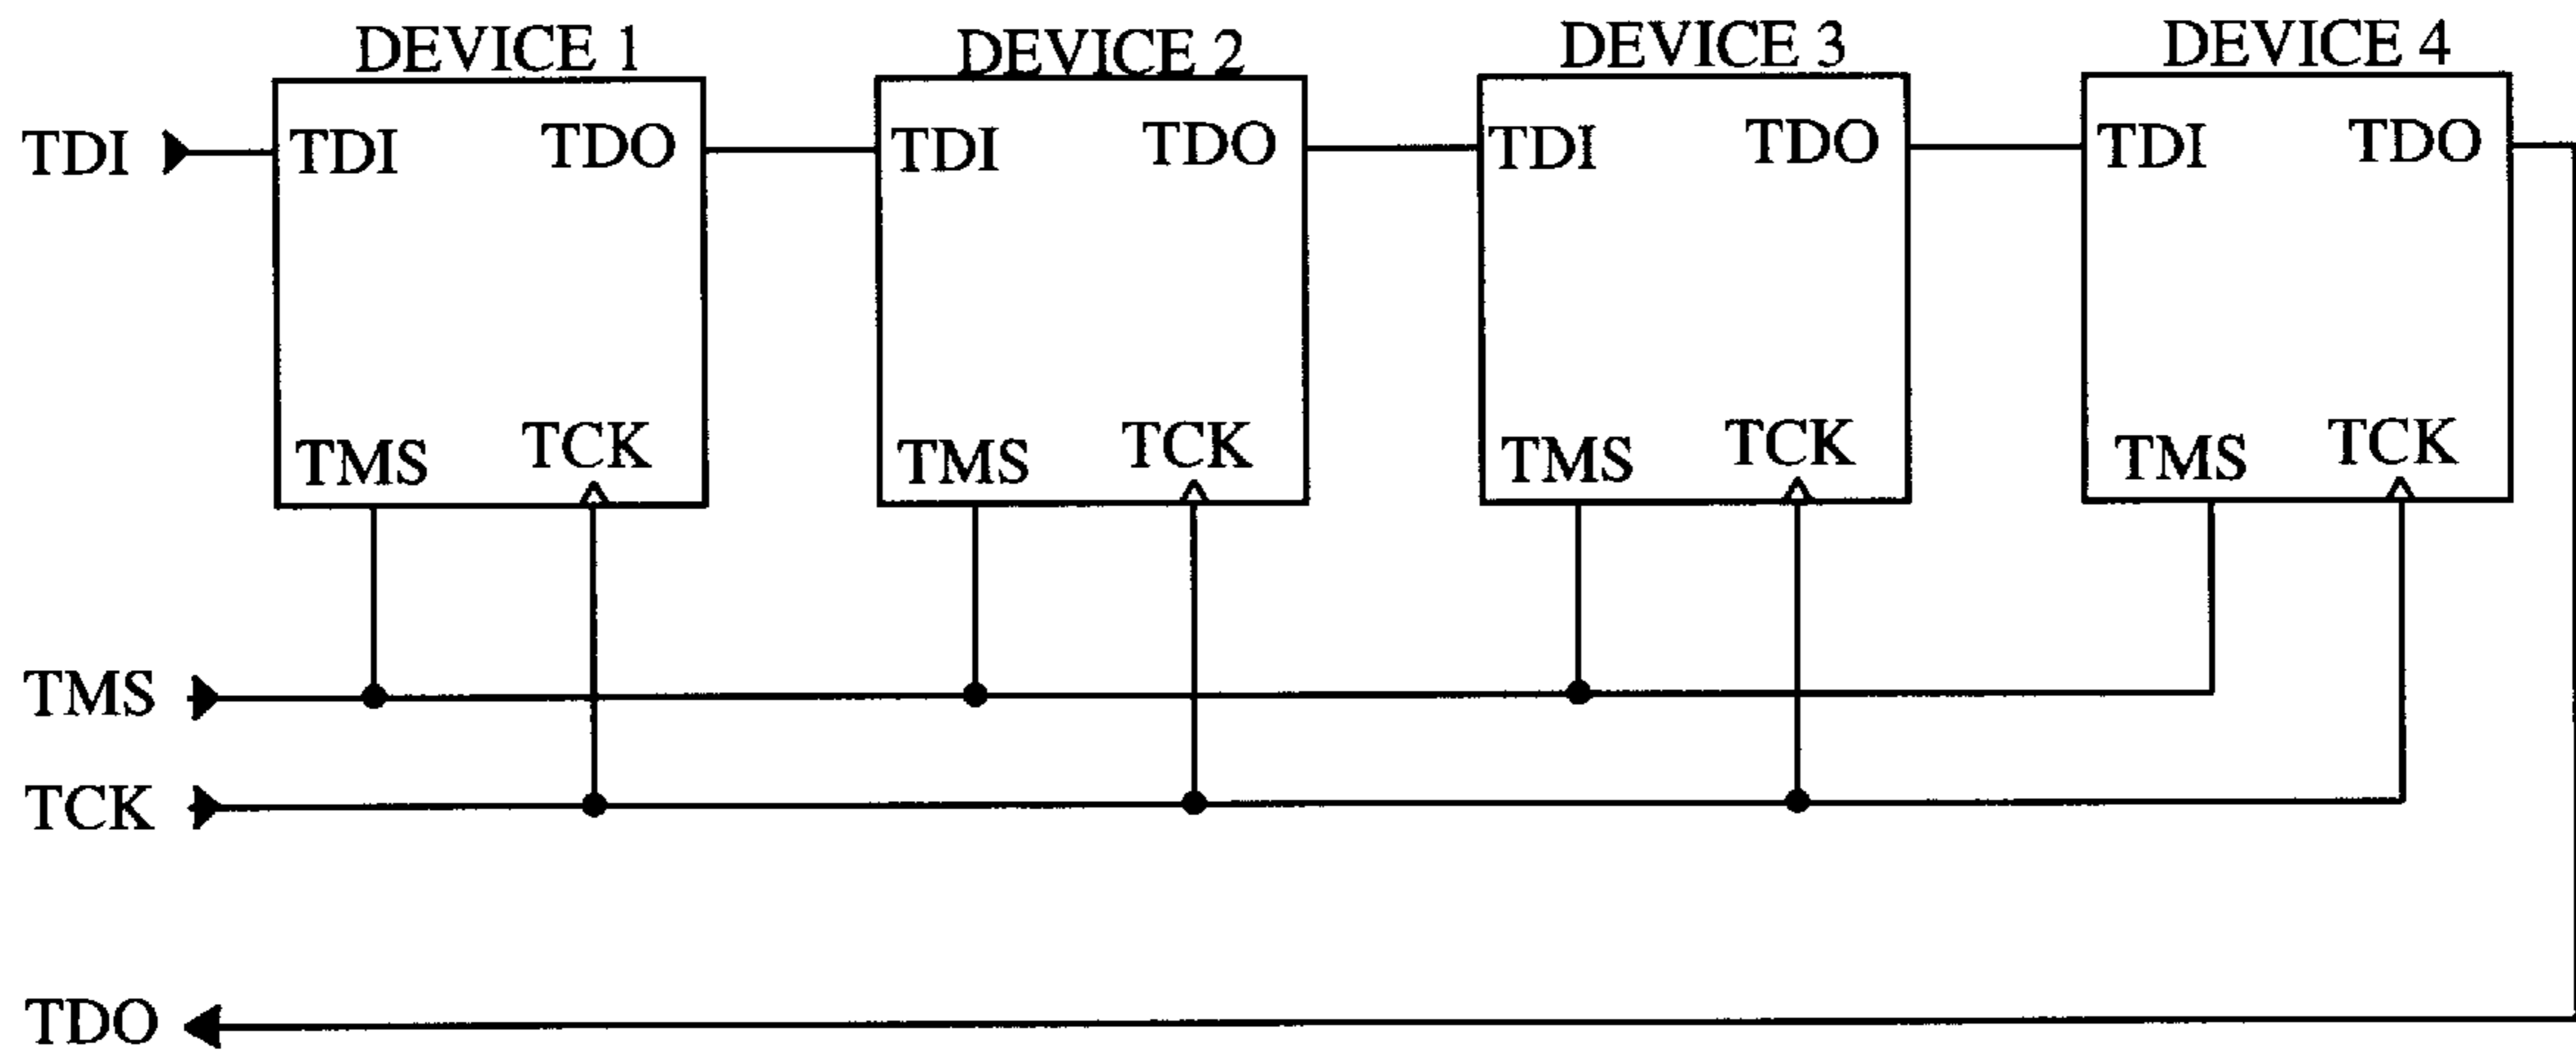 DEVICE 1
DEVICE 2
DEVICE 3
DEVICE 4
TDI
TDI
TDO
TDI
TDO
TDI
TDO
TDI
TDO
TMS
TCK
TMS
TCK
TMS
TCK
TMS
TCK
TMS
TCK
TDO